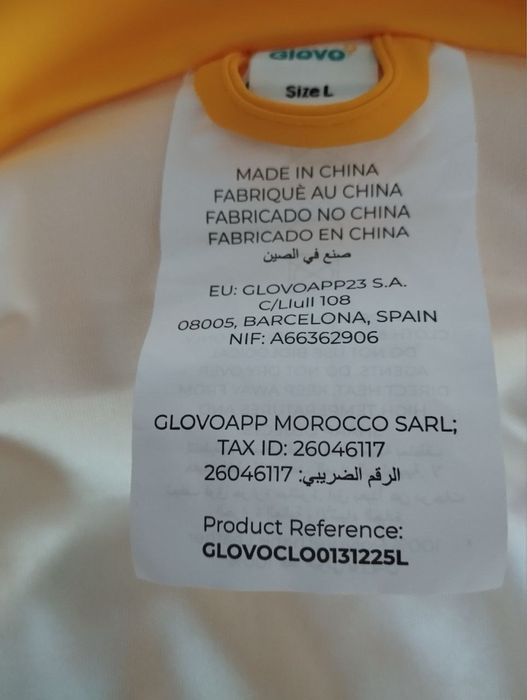 Glovo
Size L
MADE IN CHINA
FABRIQUÈ AU CHINA
FABRICADO NO CHINA
FABRICADO EN CHINA
صنع في الصين
EU: GLOVOAPP23 S.A.
C/Llull 108
08005, BARCELONA, SPAIN
NIF: A66362906
GLOVOAPP MOROCCO SARL;
TAX ID: 26046117
الرقم الضريبي: 26046117
Product Reference:
GLOVOCLO0131225L